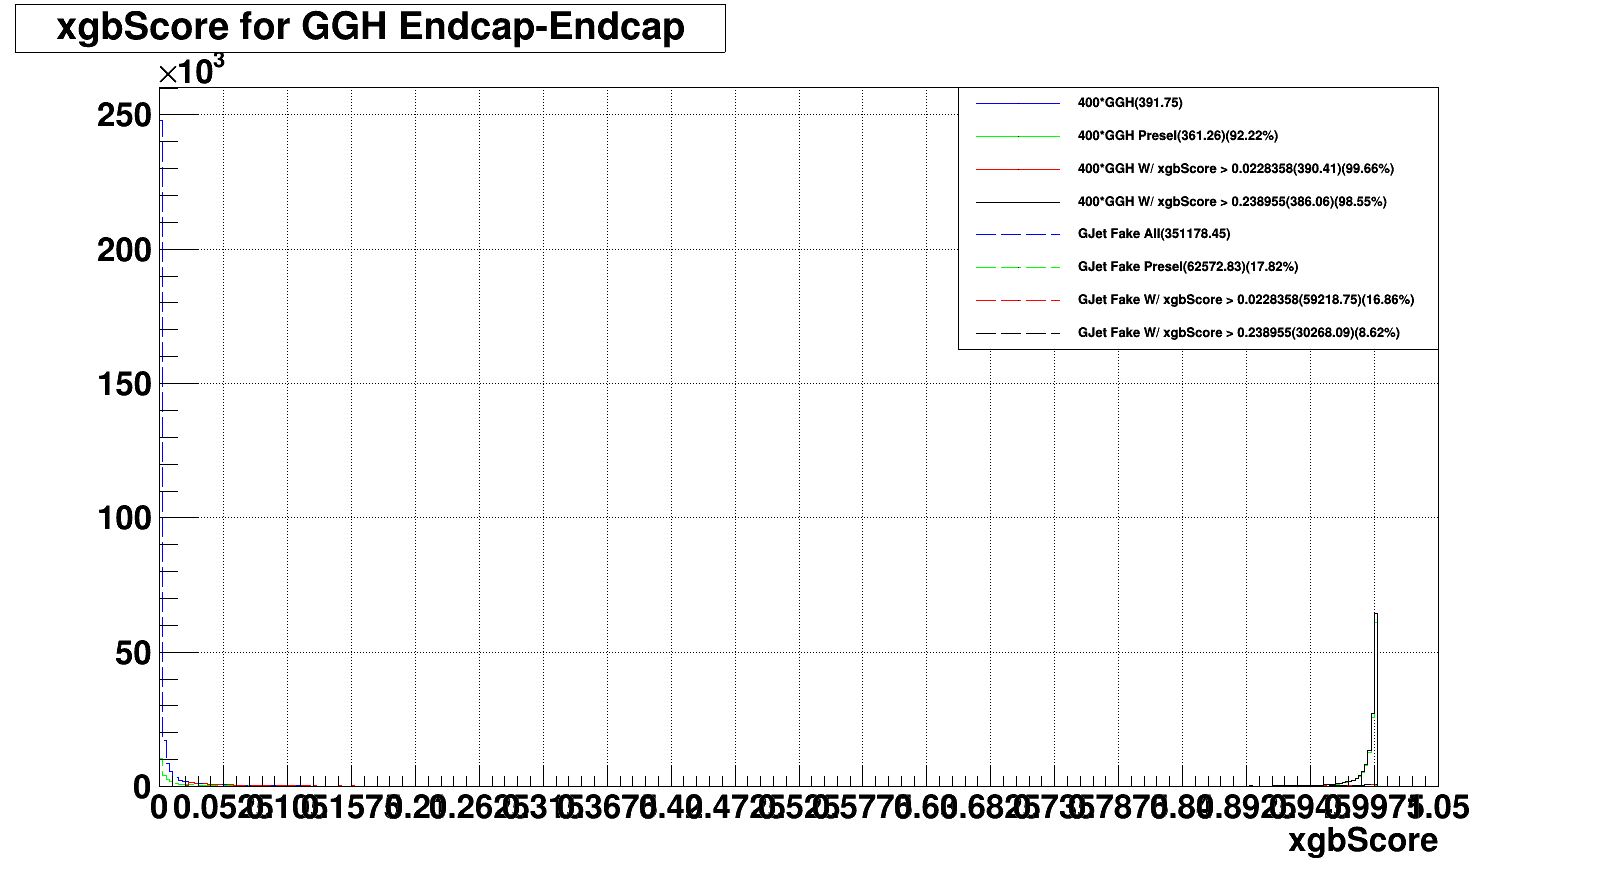 xgbScore for GGH Endcap-Endcap
×10³
250
200
150
100
50
0
400*GGH(391.75)
400*GGH Presel(361.26)(92.22%)
400*GGH W/ xgbScore > 0.0228358(390.41)(99.66%)
400*GGH W/ xgbScore > 0.238955(386.06)(98.55%)
GJet Fake All(351178.45)
GJet Fake Presel(62572.83)(17.82%)
GJet Fake W/ xgbScore > 0.0228358(59218.75)(16.86%)
GJet Fake W/ xgbScore > 0.238955(30268.09)(8.62%)
0 0.0525 0.105 0.1575 0.21 0.2625 0.315 0.3675 0.42 0.4725 0.525 0.5775 0.63 0.6825 0.735 0.7875 0.84 0.8925 0.945 0.9975 1.05
xgbScore